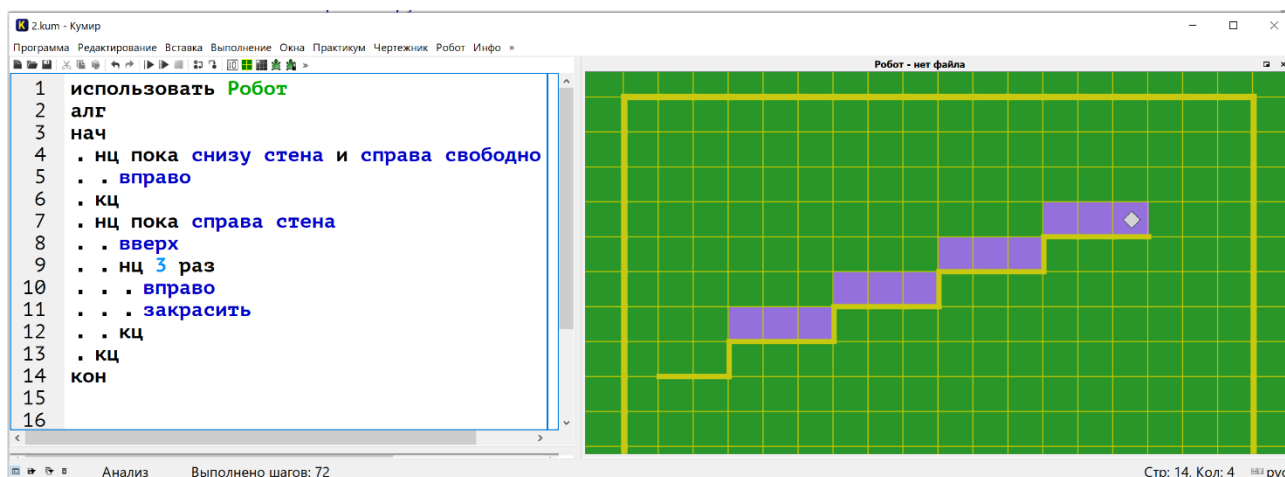 2.kum - Кумир
Программа Редактирование Вставка Выполнение Окна Практикум Чертежник Робот Инфо »
Робот - нет файла
1 использовать Робот
2 алг
3 нач
4 . нц пока снизу стена и справа свободно
5 . . вправо
6 . кц
7 . нц пока справа стена
8 . . вверх
9 . . нц 3 раз
10 . . . вправо
11 . . . закрасить
12 . . кц
13 . кц
14 кон
15
16
Анализ Выполнено шагов: 72 Стр: 14, Кол: 4 рус